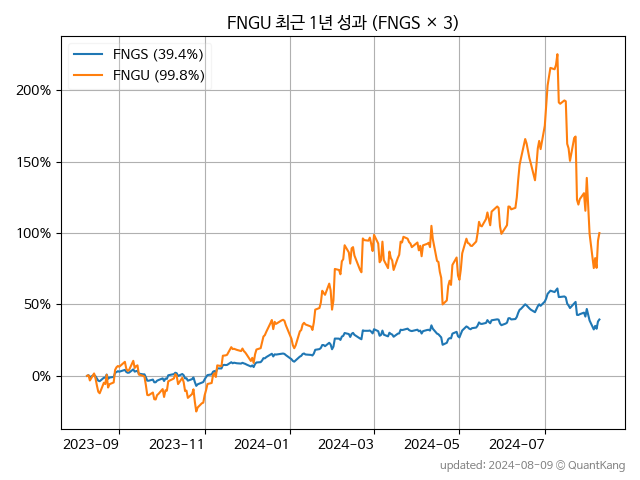 FNGU 최근 1년 성과 (FNGS × 3)
FNGS (39.4%)
FNGU (99.8%)
200%
150%
100%
50%
0%
2023-09 2023-11 2024-01 2024-03 2024-05 2024-07
updated: 2024-08-09 @ QuantKang